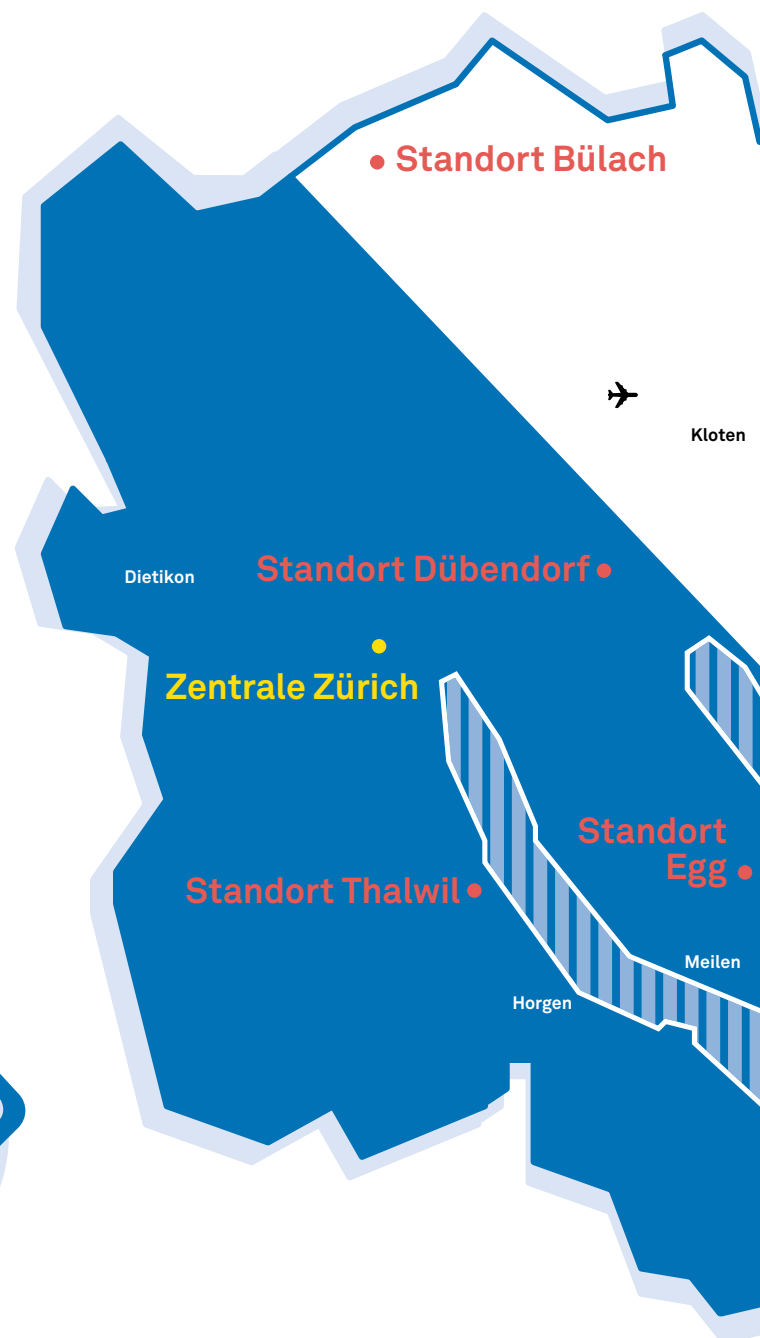 Standort Bülach
Kloten
Standort Dübendorf
Dietikon
Zentrale Zürich
Standort
Egg
Standort Thalwil
Meilen
Horgen